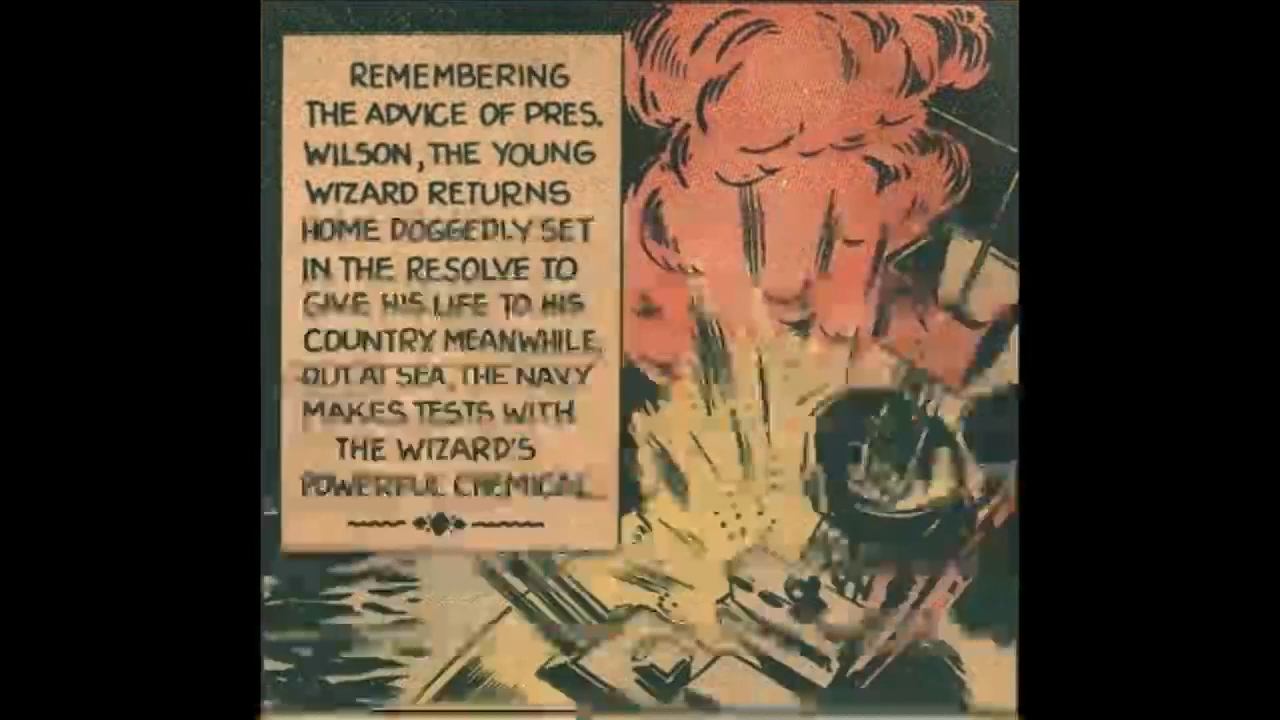 REMEMBERING
THE ADVICE OF PRES.
WILSON, THE YOUNG
WIZARD RETURNS
HOME DOGGEDLY SET
IN THE RESOLVE TO
GIVE HIS LIFE TO HIS
COUNTRY MEANWHILE,
OUT AT SEA, THE NAVY
MAKES TESTS WITH
THE WIZARD'S
POWERFUL CHEMICAL